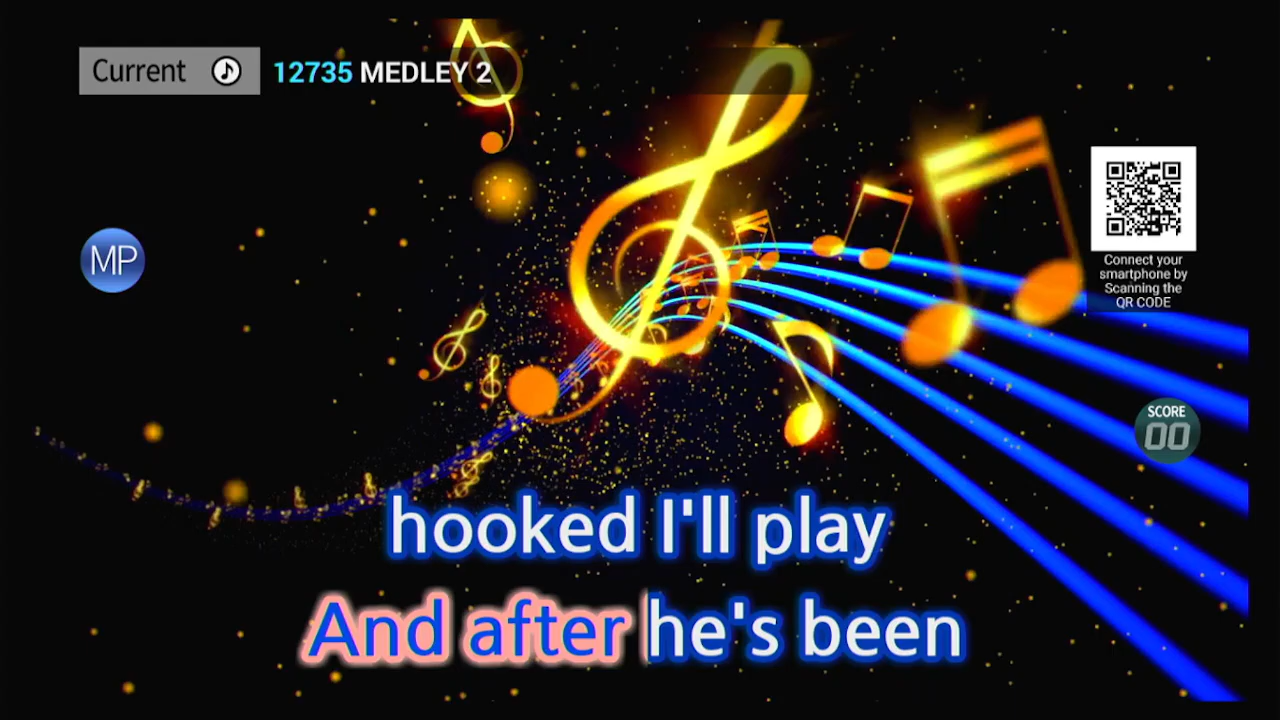 Current 12735 MEDLEY 2
MP
Connect your
smartphone by
Scanning the
QR CODE
SCORE
00
hooked I'll play
And after he's been